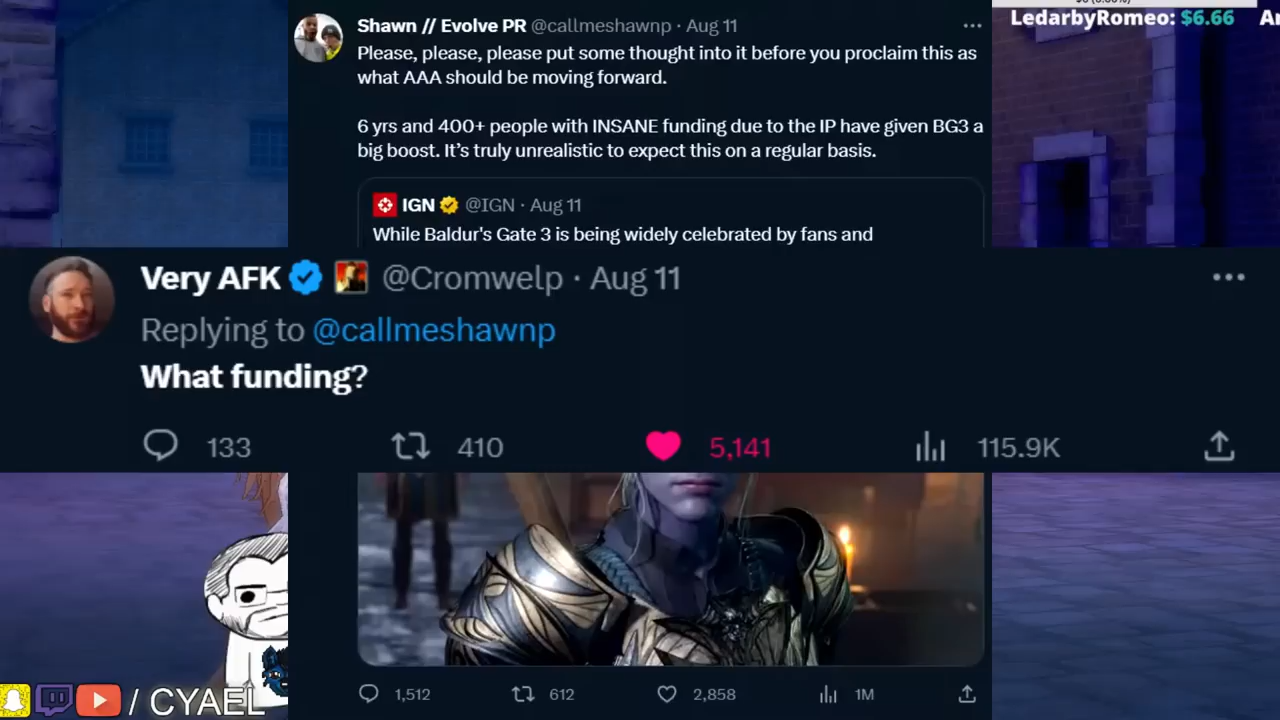 LedarbyRomeo: $6.66
Shawn // Evolve PR @callmeshawnp · Aug 11
Please, please, please put some thought into it before you proclaim this as
what AAA should be moving forward.
6 yrs and 400+ people with INSANE funding due to the IP have given BG3 a
big boost. It's truly unrealistic to expect this on a regular basis.
IGN @IGN · Aug 11
While Baldur's Gate 3 is being widely celebrated by fans and
Very AFK @Cromwelp · Aug 11
Replying to @callmeshawnp
What funding?
133 410 5,141 115.9K
1,512 612 2,858 1M
/ CYAEL